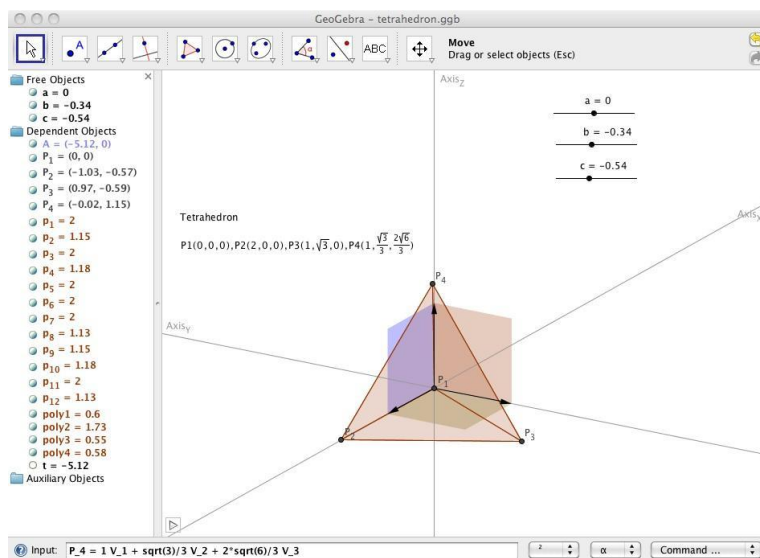 GeoGebra – tetrahedron.ggb
ABC
Move
Drag or select objects (Esc)
Free Objects
a = 0
b = −0.34
c = −0.54
Dependent Objects
A = (−5.12, 0)
P₁ = (0, 0)
P₂ = (−1.03, −0.57)
P₃ = (0.97, −0.59)
P₄ = (−0.02, 1.15)
p₁ = 2
p₂ = 1.15
p₃ = 2
p₄ = 1.18
p₅ = 2
p₆ = 2
p₇ = 2
p₈ = 1.13
p₉ = 1.15
p₁₀ = 1.18
p₁₁ = 2
p₁₂ = 1.13
poly1 = 0.6
poly2 = 1.73
poly3 = 0.55
poly4 = 0.58
t = −5.12
Auxiliary Objects
Axis_Z
a = 0
b = −0.34
c = −0.54
Tetrahedron
P1(0,0,0),P2(2,0,0),P3(1,√3,0),P4(1,√3/3,2√6/3)
P₄
Axis_Y
P₁
P₂
P₃
Input: P_4 = 1 V_1 + sqrt(3)/3 V_2 + 2*sqrt(6)/3 V_3
² α Command ...